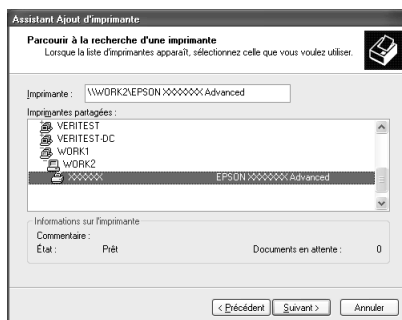 Assistant Ajout d'imprimante
Parcourir à la recherche d'une imprimante
Lorsque la liste d'imprimantes apparaît, sélectionnez celle que vous voulez utiliser.
Imprimante : \\WORK2\EPSON XXXXXX Advanced
Imprimantes partagées :
VERITEST
VERITEST-DC
WORK1
WORK2
XXXXXX EPSON XXXXXX Advanced
Informations sur l'imprimante
Commentaire :
État : Prêt Documents en attente : 0
< Précédent Suivant > Annuler